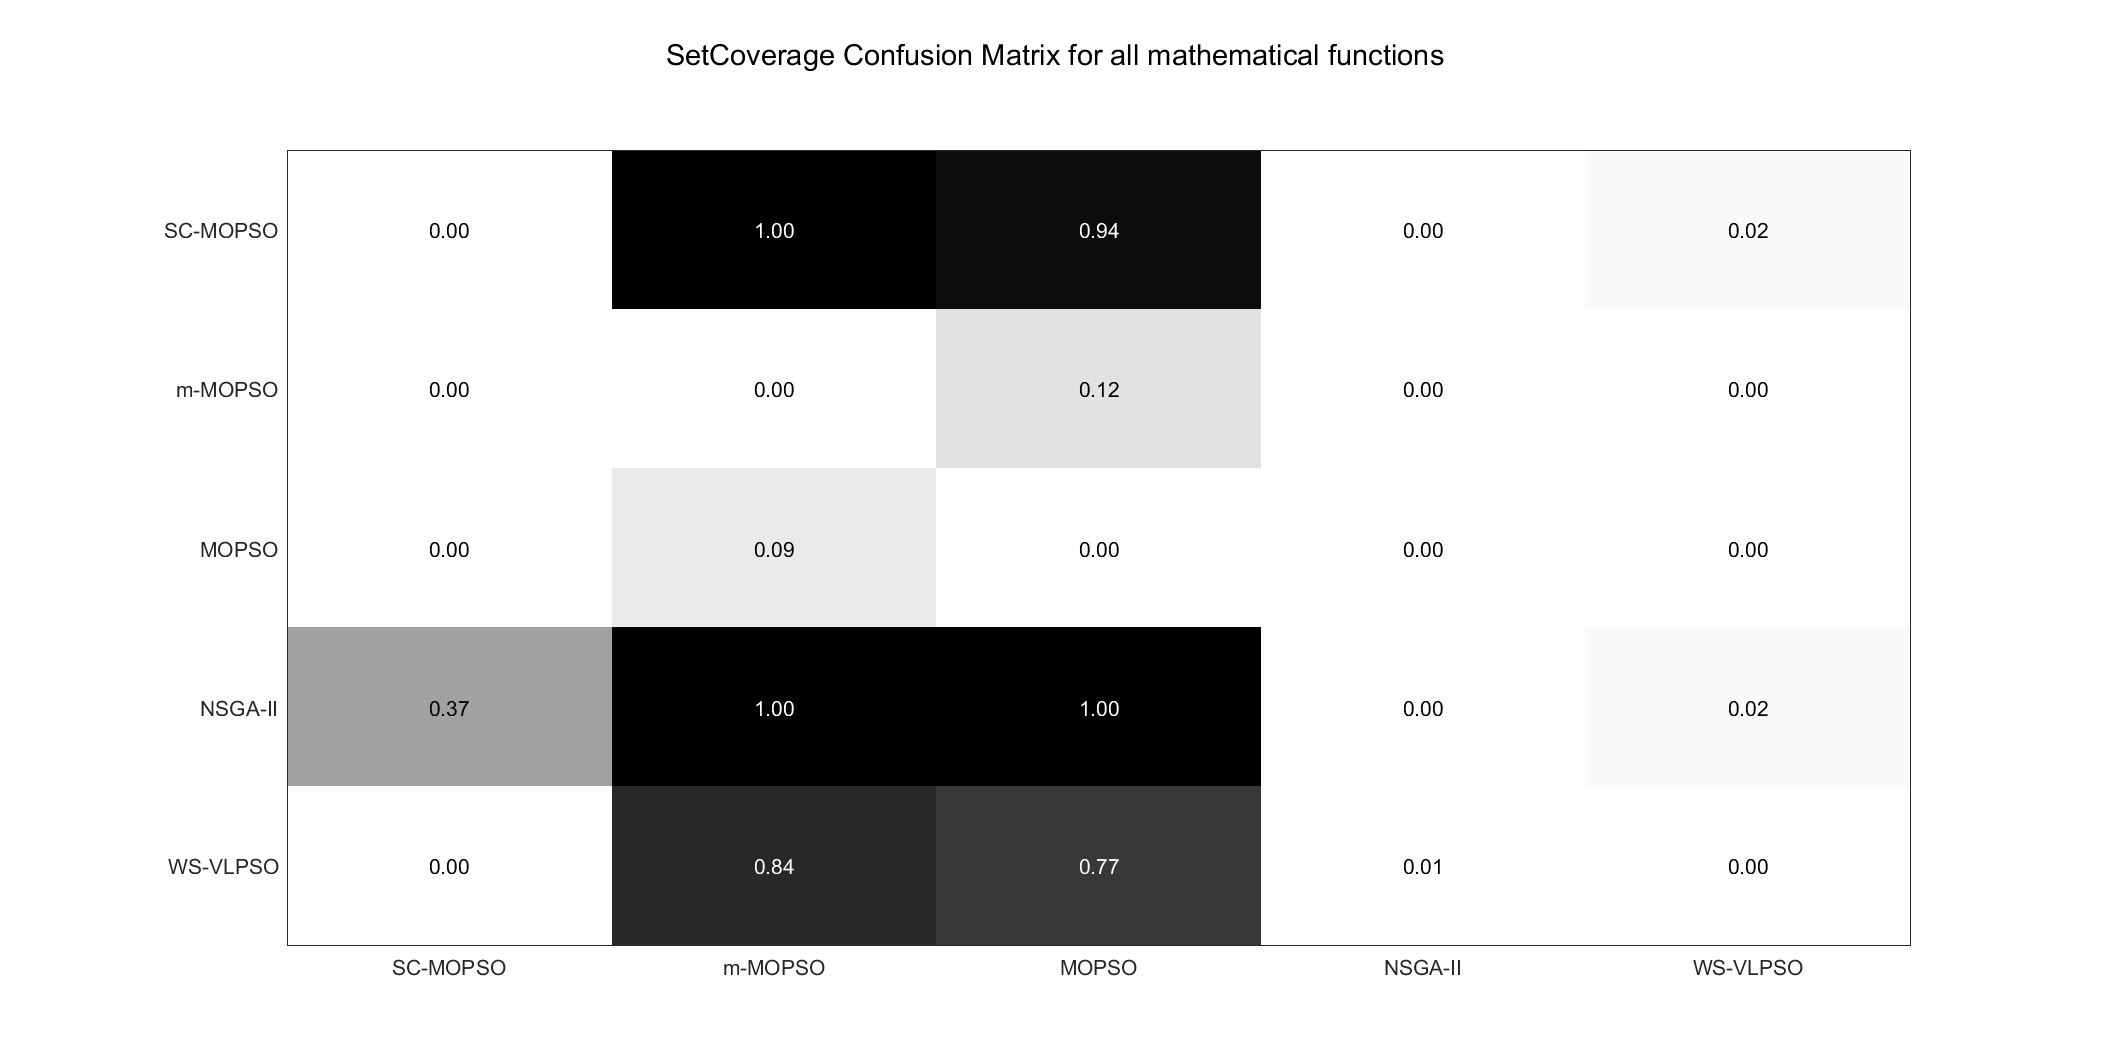 SetCoverage Confusion Matrix for all mathematical functions
SC-MOPSO 0.00 1.00 0.94 0.00 0.02
m-MOPSO 0.00 0.00 0.12 0.00 0.00
MOPSO 0.00 0.09 0.00 0.00 0.00
NSGA-II 0.37 1.00 1.00 0.00 0.02
WS-VLPSO 0.00 0.84 0.77 0.01 0.00
SC-MOPSO m-MOPSO MOPSO NSGA-II WS-VLPSO